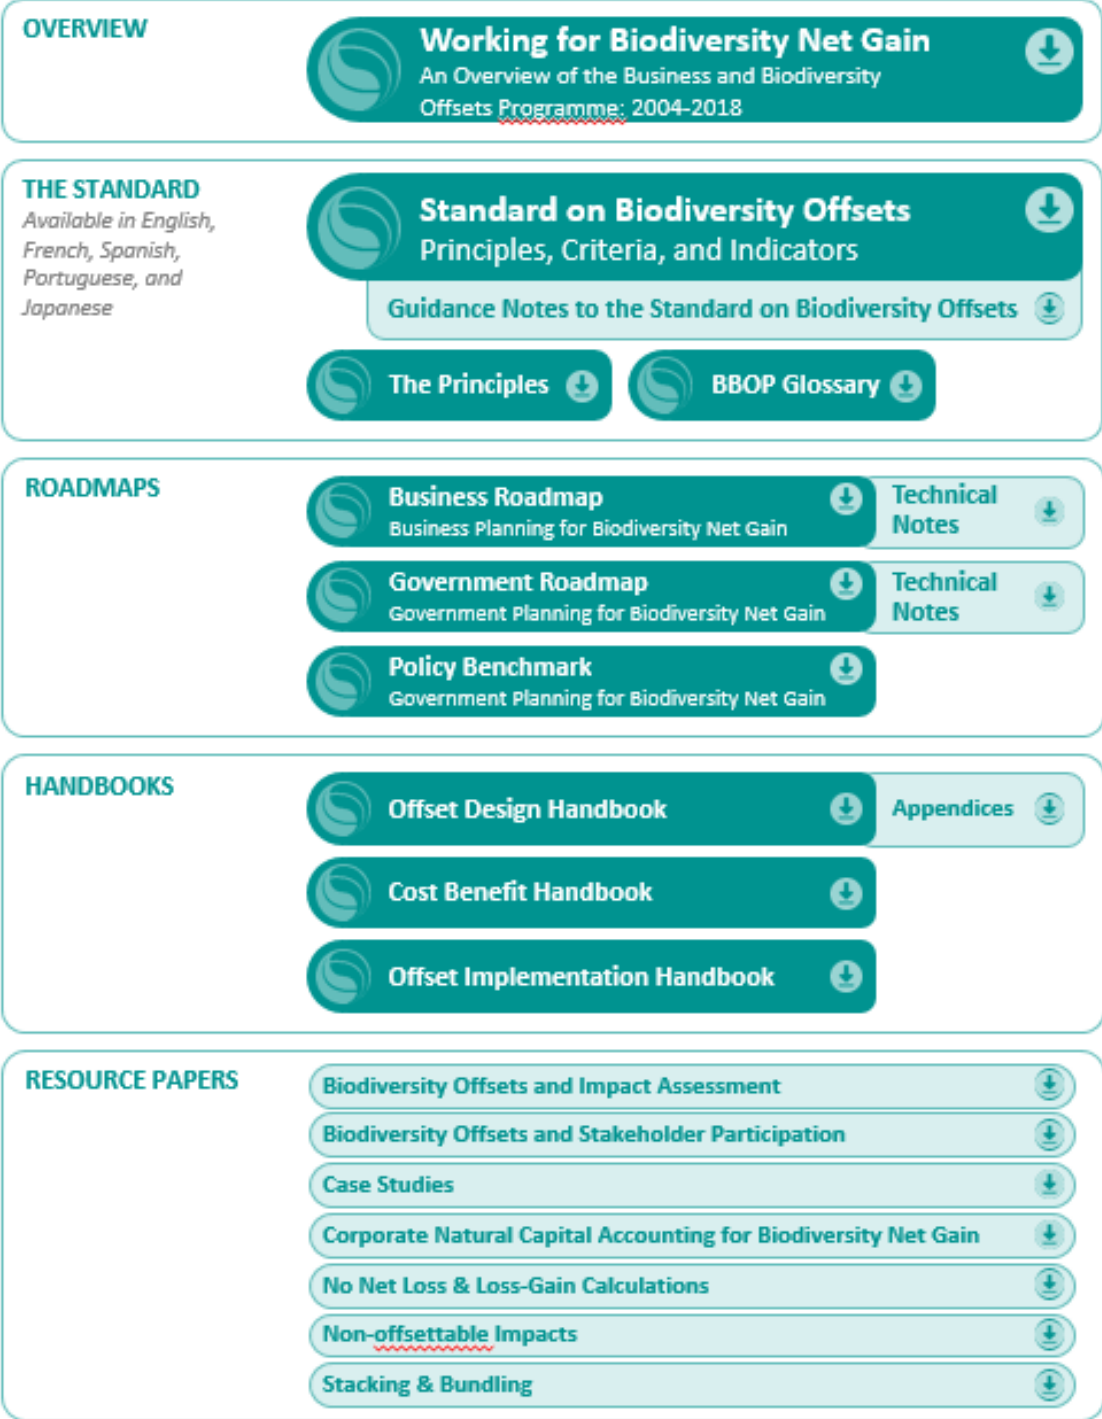 OVERVIEW
Working for Biodiversity Net Gain
An Overview of the Business and Biodiversity
Offsets Programme: 2004-2018
THE STANDARD
Available in English,
French, Spanish,
Portuguese, and
Japanese
Standard on Biodiversity Offsets
Principles, Criteria, and Indicators
Guidance Notes to the Standard on Biodiversity Offsets
The Principles
BBOP Glossary
ROADMAPS
Business Roadmap
Business Planning for Biodiversity Net Gain
Technical
Notes
Government Roadmap
Government Planning for Biodiversity Net Gain
Technical
Notes
Policy Benchmark
Government Planning for Biodiversity Net Gain
HANDBOOKS
Offset Design Handbook
Appendices
Cost Benefit Handbook
Offset Implementation Handbook
RESOURCE PAPERS
Biodiversity Offsets and Impact Assessment
Biodiversity Offsets and Stakeholder Participation
Case Studies
Corporate Natural Capital Accounting for Biodiversity Net Gain
No Net Loss & Loss-Gain Calculations
Non-offsettable Impacts
Stacking & Bundling